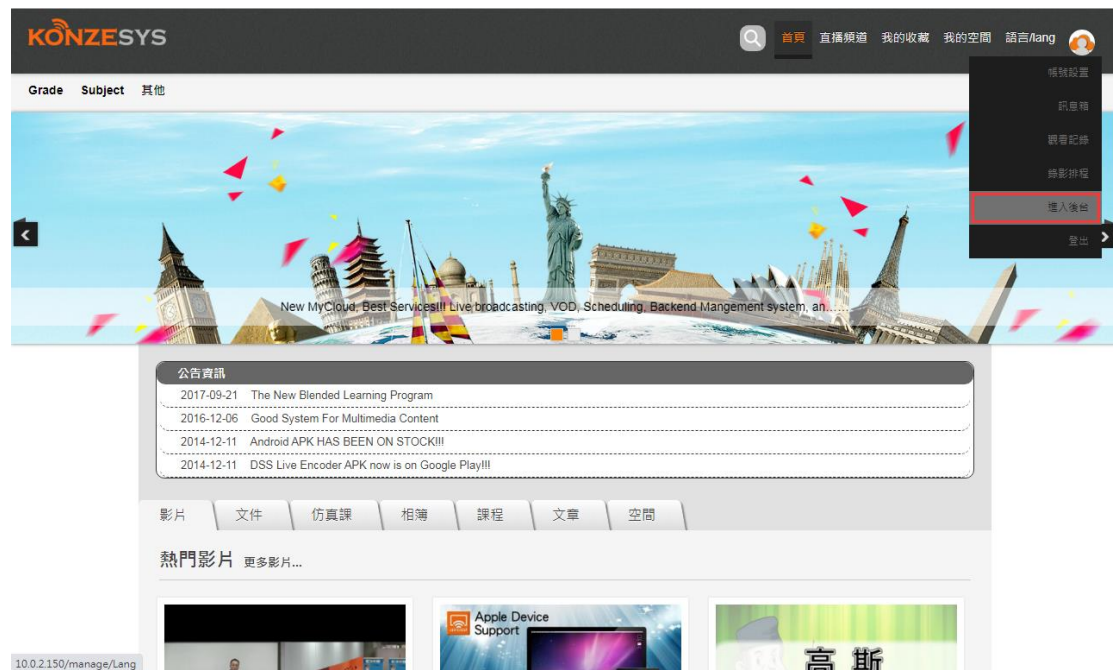 KONZESYS
首頁 直播頻道 我的收藏 我的空間 語言/lang
帳號設置
訊息箱
觀看記錄
錄影排程
進入後台
登出
Grade Subject 其他
New MyCloud, Best Services!!! Live broadcasting, VOD, Scheduling, Backend Mangement system, an......
公告資訊
2017-09-21 The New Blended Learning Program
2016-12-06 Good System For Multimedia Content
2014-12-11 Android APK HAS BEEN ON STOCK!!!
2014-12-11 DSS Live Encoder APK now is on Google Play!!!
影片 文件 仿真課 相簿 課程 文章 空間
熱門影片 更多影片...
Apple Device
Support
高斯
10.0.2.150/manage/Lang